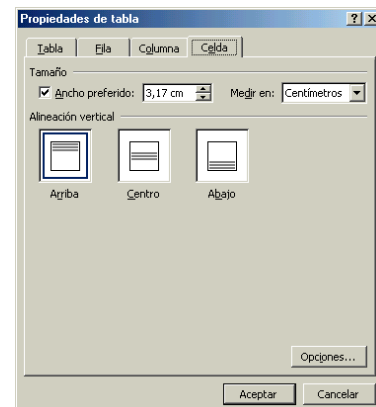 Propiedades de tabla
Tabla Fila Columna Celda
Tamaño
Ancho preferido: 3,17 cm Medir en: Centímetros
Alineación vertical
Arriba Centro Abajo
Opciones...
Aceptar Cancelar